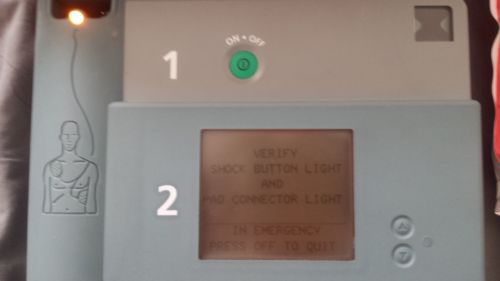 1
ON • OFF
2
VERIFY
SHOCK BUTTON LIGHT
AND
PAD CONNECTOR LIGHT
IN EMERGENCY
PRESS OFF TO QUIT